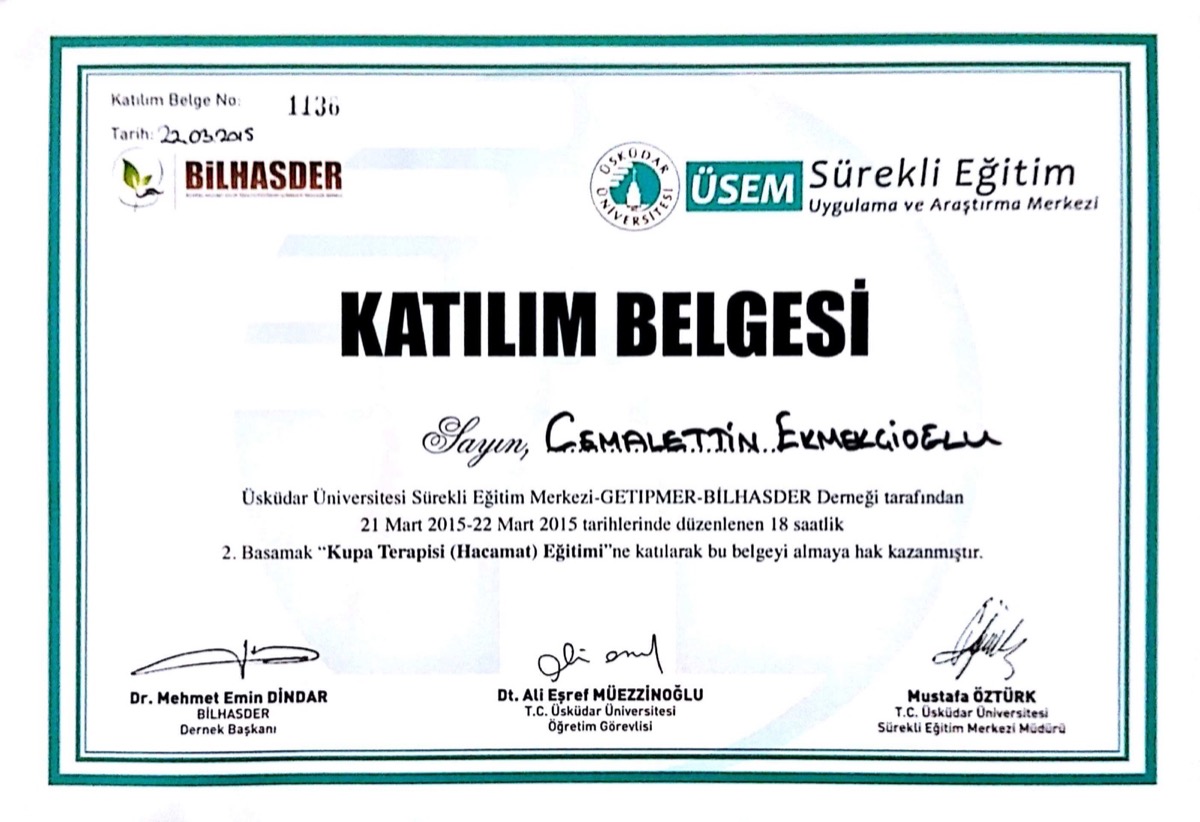 Katılım Belge No: 1136
Tarih: 22.03.2015
BİLHASDER
ÜSKÜDAR ÜNİVERSİTESİ
ÜSEM
Sürekli Eğitim
Uygulama ve Araştırma Merkezi
KATILIM BELGESİ
Sayın, CEMALETTİN EKMEKCİOĞLU
Üsküdar Üniversitesi Sürekli Eğitim Merkezi-GETIPMER-BİLHASDER Derneği tarafından
21 Mart 2015-22 Mart 2015 tarihlerinde düzenlenen 18 saatlik
2. Basamak “Kupa Terapisi (Hacamat) Eğitimi”ne katılarak bu belgeyi almaya hak kazanmıştır.
Dr. Mehmet Emin DİNDAR
BİLHASDER
Dernek Başkanı
Dt. Ali Eşref MÜEZZİNOĞLU
T.C. Üsküdar Üniversitesi
Öğretim Görevlisi
Mustafa ÖZTÜRK
T.C. Üsküdar Üniversitesi
Sürekli Eğitim Merkezi Müdürü